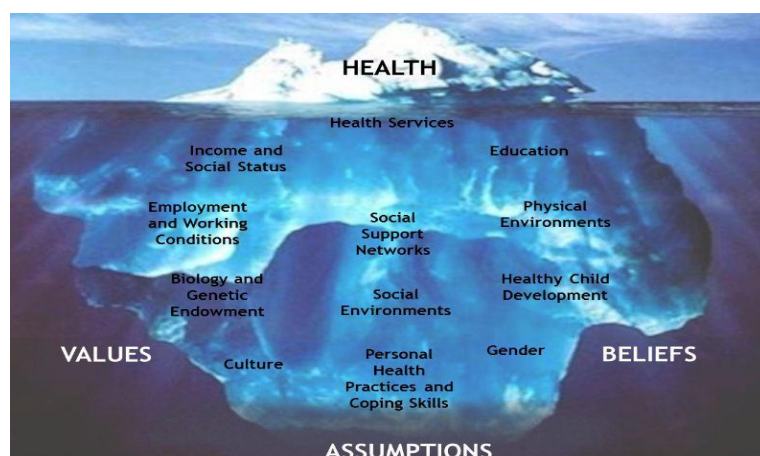 HEALTH
Health Services
Income and
Social Status
Education
Employment
and Working
Conditions
Social
Support
Networks
Physical
Environments
Biology and
Genetic
Endowment
Social
Environments
Healthy Child
Development
VALUES
Culture
Personal
Health
Practices and
Coping Skills
Gender
BELIEFS
ASSUMPTIONS